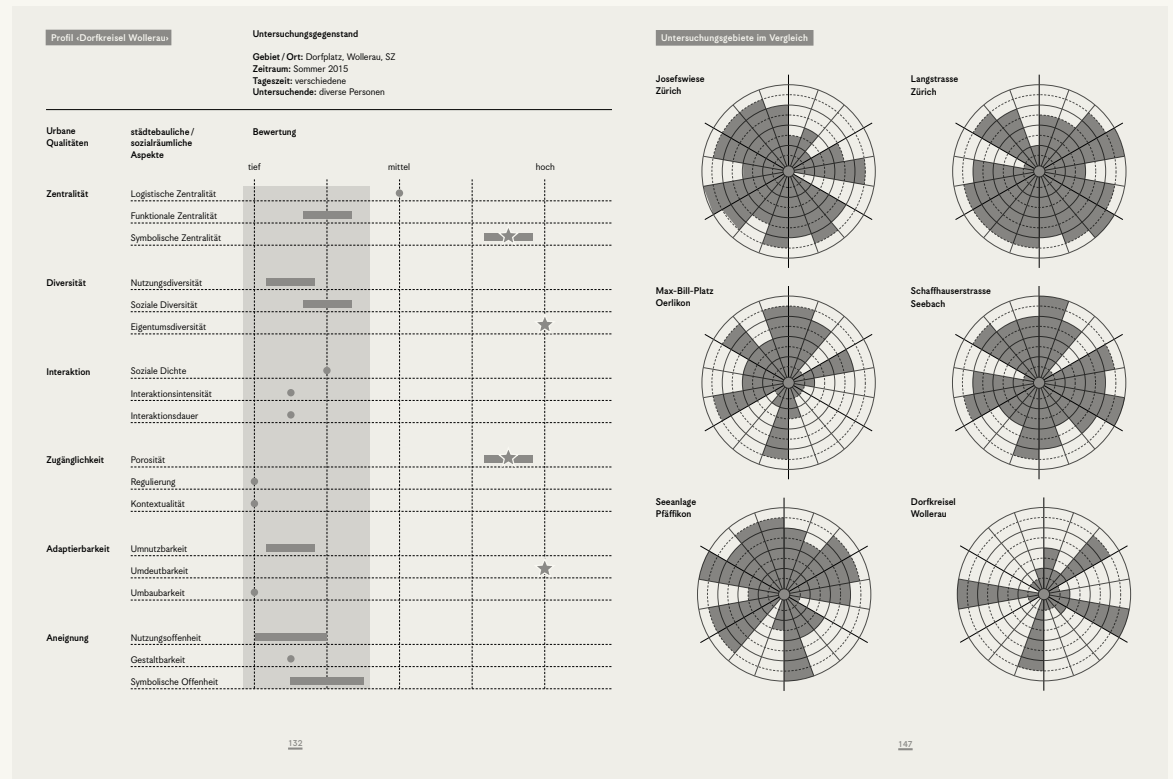 Profil ‹Dorfkreisel Wollerau›
Untersuchungsgegenstand
Gebiet / Ort: Dorfplatz, Wollerau, SZ
Zeitraum: Sommer 2015
Tageszeit: verschiedene
Untersuchende: diverse Personen
Urbane
Qualitäten
städtebauliche /
sozialräumliche
Aspekte
Bewertung
tief mittel hoch
Zentralität Logistische Zentralität
Funktionale Zentralität
Symbolische Zentralität
Diversität Nutzungsdiversität
Soziale Diversität
Eigentumsdiversität
Interaktion Soziale Dichte
Interaktionsintensität
Interaktionsdauer
Zugänglichkeit Porosität
Regulierung
Kontextualität
Adaptierbarkeit Umnutzbarkeit
Umdeutbarkeit
Umbaubarkeit
Aneignung Nutzungsoffenheit
Gestaltbarkeit
Symbolische Offenheit
132
Untersuchungsgebiete im Vergleich
Josefswiese
Zürich
Langstrasse
Zürich
Max-Bill-Platz
Oerlikon
Schaffhauserstrasse
Seebach
Seeanlage
Pfäffikon
Dorfkreisel
Wollerau
147